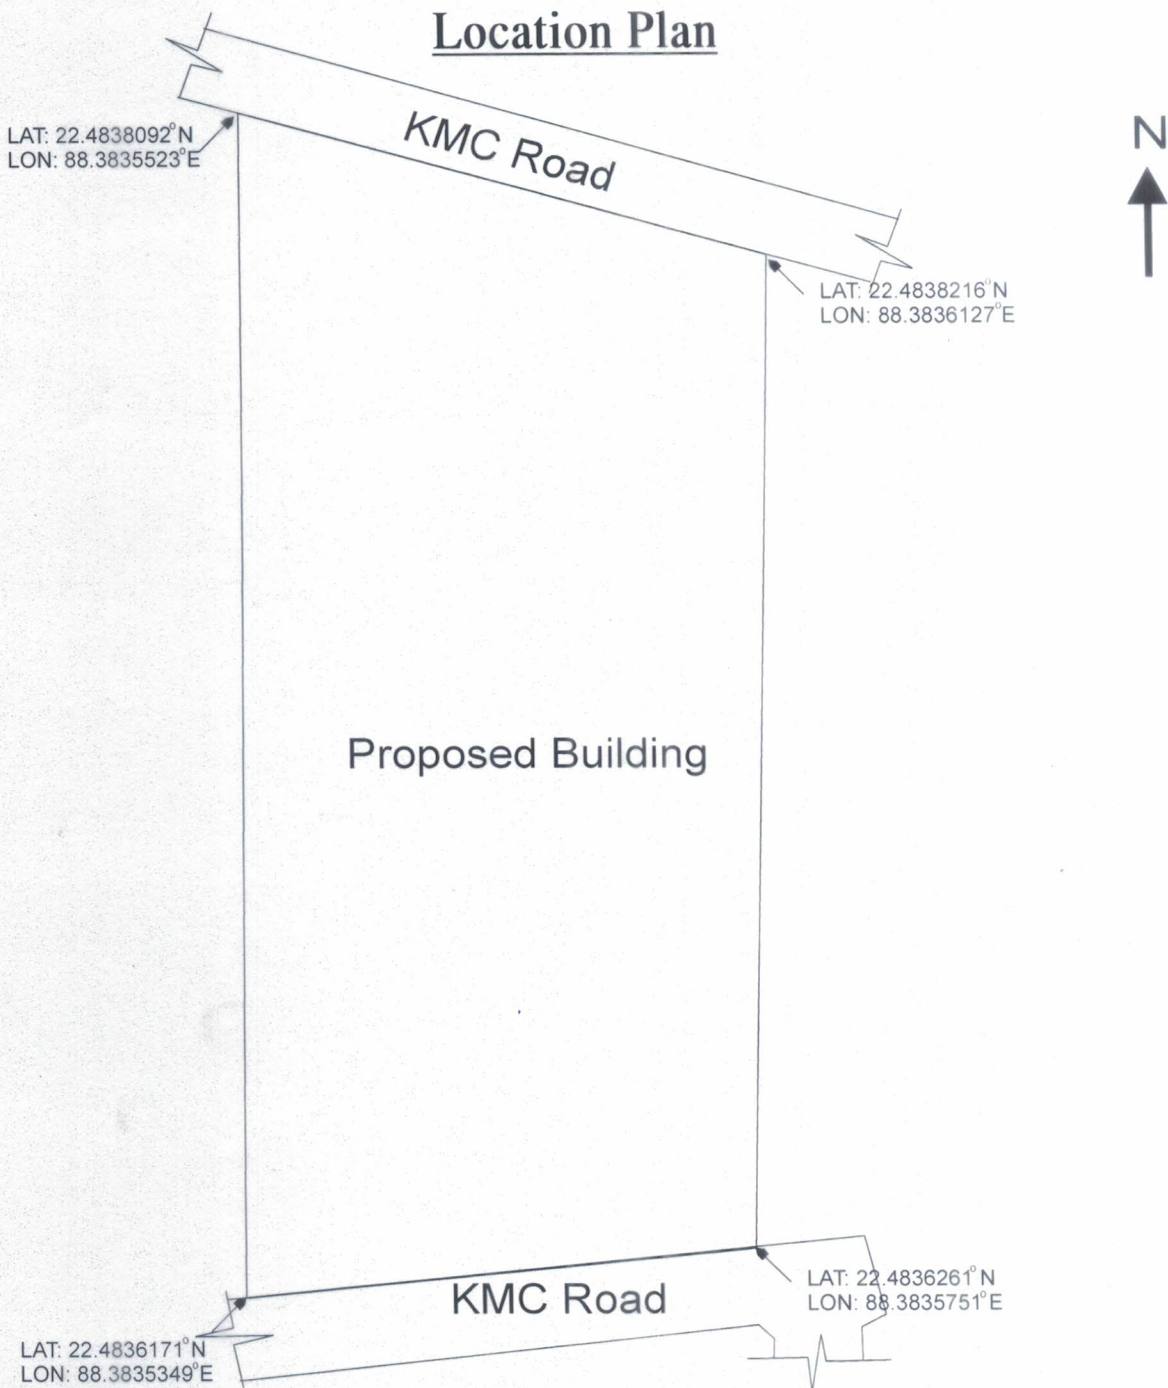 Location Plan
KMC Road
N
LAT: 22.4838092°N
LON: 88.3835523°E
LAT: 22.4838216°N
LON: 88.3836127°E
Proposed Building
LAT: 22.4836261°N
LON: 88.3835751°E
KMC Road
LAT: 22.4836171°N
LON: 88.3835349°E